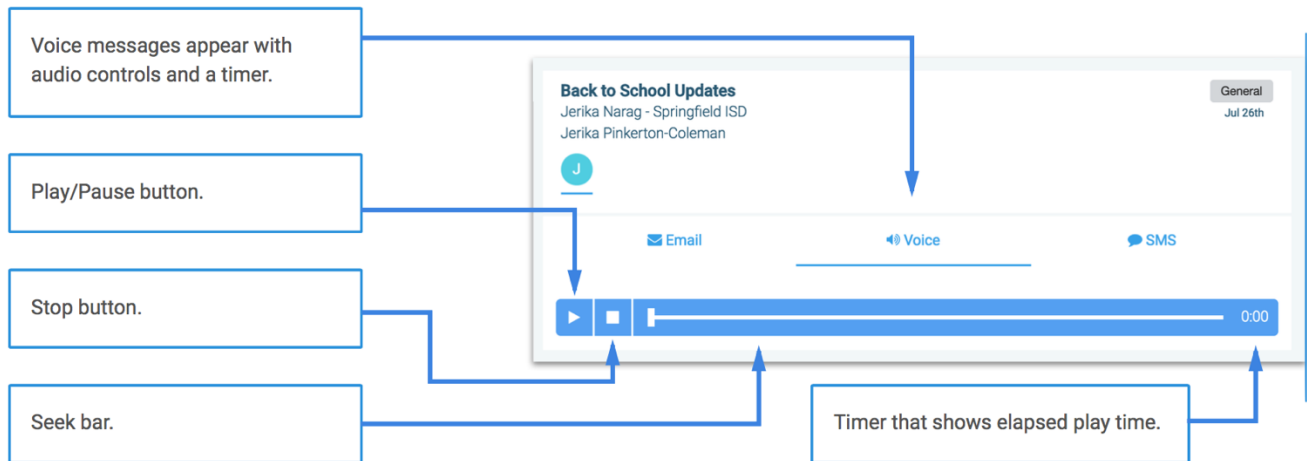 Voice messages appear with
audio controls and a timer.
Play/Pause button.
Stop button.
Seek bar.
Back to School Updates
General
Jerika Narag - Springfield ISD
Jul 26th
Jerika Pinkerton-Coleman
J
Email
Voice
SMS
0:00
Timer that shows elapsed play time.